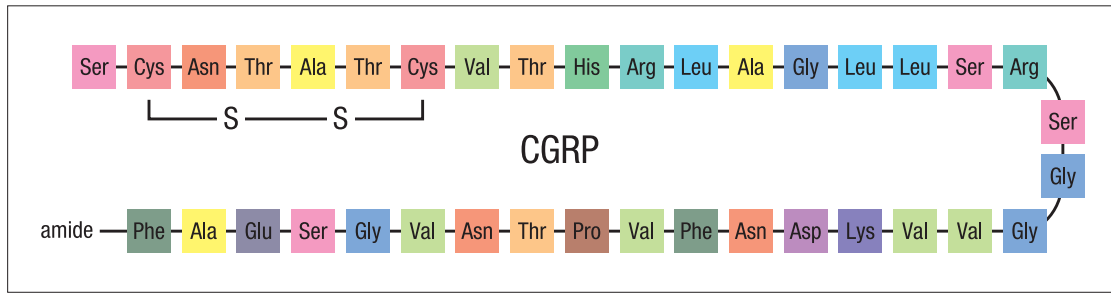 Ser Cys Asn Thr Ala Thr Cys Val Thr His Arg Leu Ala Gly Leu Leu Ser Arg
S S
Ser
CGRP
Gly
amide Phe Ala Glu Ser Gly Val Asn Thr Pro Val Phe Asn Asp Lys Val Val Gly